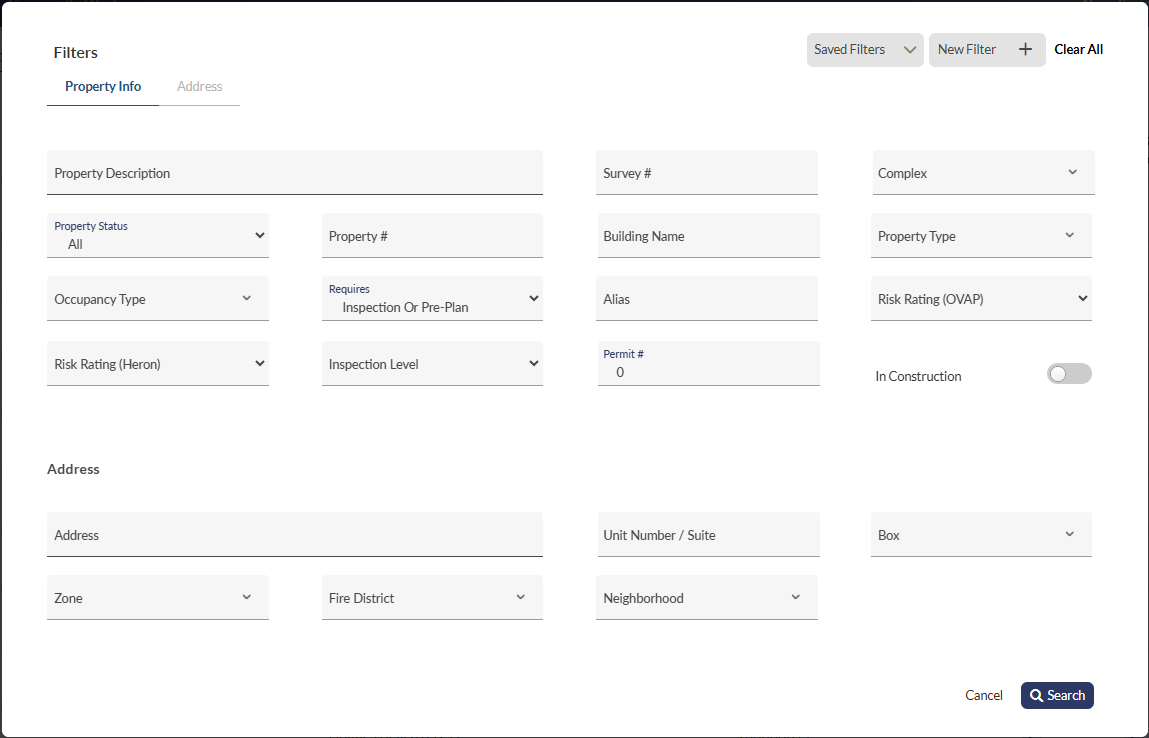 Filters
Saved Filters
New Filter
Clear All
Property Info
Address
Property Description
Survey #
Complex
Property Status
All
Property #
Building Name
Property Type
Occupancy Type
Requires
Inspection Or Pre-Plan
Alias
Risk Rating (OVAP)
Risk Rating (Heron)
Inspection Level
Permit #
0
In Construction
Address
Address
Unit Number / Suite
Box
Zone
Fire District
Neighborhood
Cancel
Search